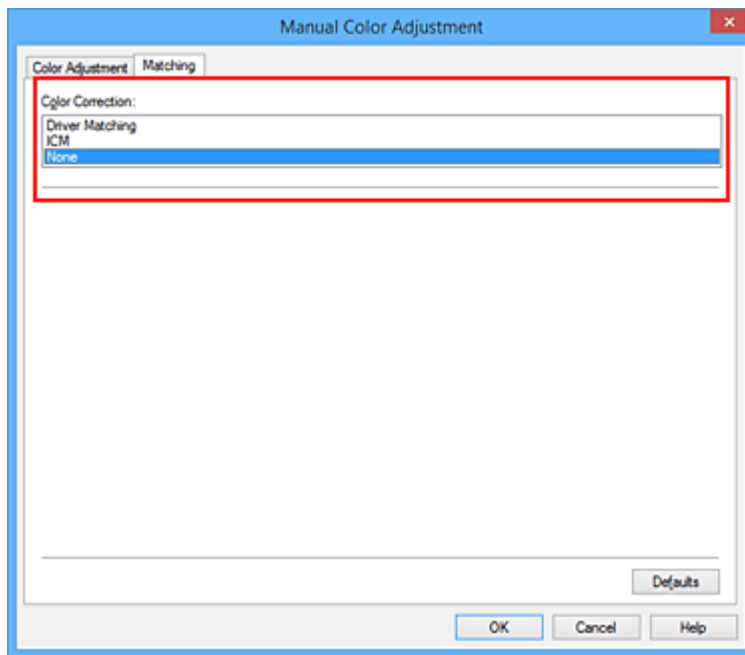 Manual Color Adjustment
Color Adjustment Matching
Color Correction:
Driver Matching
ICM
None
Defaults
OK Cancel Help